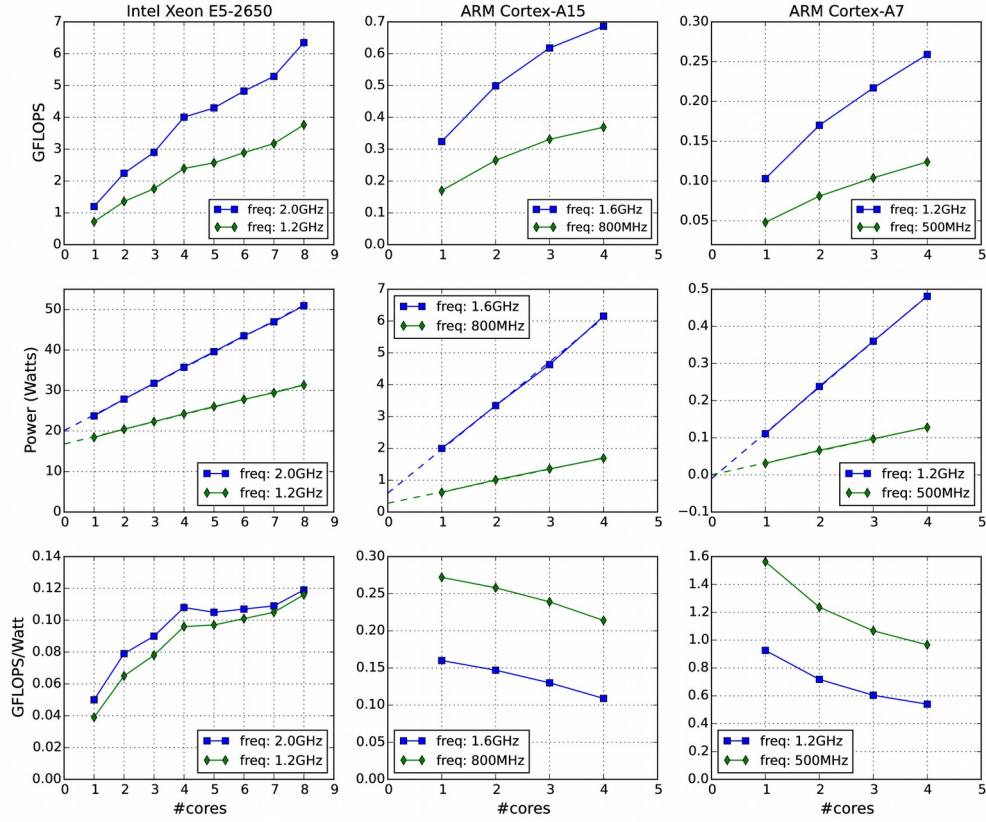 Intel Xeon E5-2650
7
6
5
4
3
2
1
0
GFLOPS
0 1 2 3 4 5 6 7 8 9
freq: 2.0GHz
freq: 1.2GHz
ARM Cortex-A15
0.7
0.6
0.5
0.4
0.3
0.2
0.1
0.0
0 1 2 3 4 5
freq: 1.6GHz
freq: 800MHz
ARM Cortex-A7
0.30
0.25
0.20
0.15
0.10
0.05
0 1 2 3 4 5
freq: 1.2GHz
freq: 500MHz
50
40
30
20
10
0
Power (Watts)
0 1 2 3 4 5 6 7 8 9
freq: 2.0GHz
freq: 1.2GHz
7
6
5
4
3
2
1
0
0 1 2 3 4 5
freq: 1.6GHz
freq: 800MHz
0.5
0.4
0.3
0.2
0.1
0.0
−0.1
0 1 2 3 4 5
freq: 1.2GHz
freq: 500MHz
0.14
0.12
0.10
0.08
0.06
0.04
0.02
0.00
GFLOPS/Watt
0 1 2 3 4 5 6 7 8 9
#cores
freq: 2.0GHz
freq: 1.2GHz
0.30
0.25
0.20
0.15
0.10
0.05
0.00
0 1 2 3 4 5
#cores
freq: 1.6GHz
freq: 800MHz
1.6
1.4
1.2
1.0
0.8
0.6
0.4
0.2
0.0
0 1 2 3 4 5
#cores
freq: 1.2GHz
freq: 500MHz